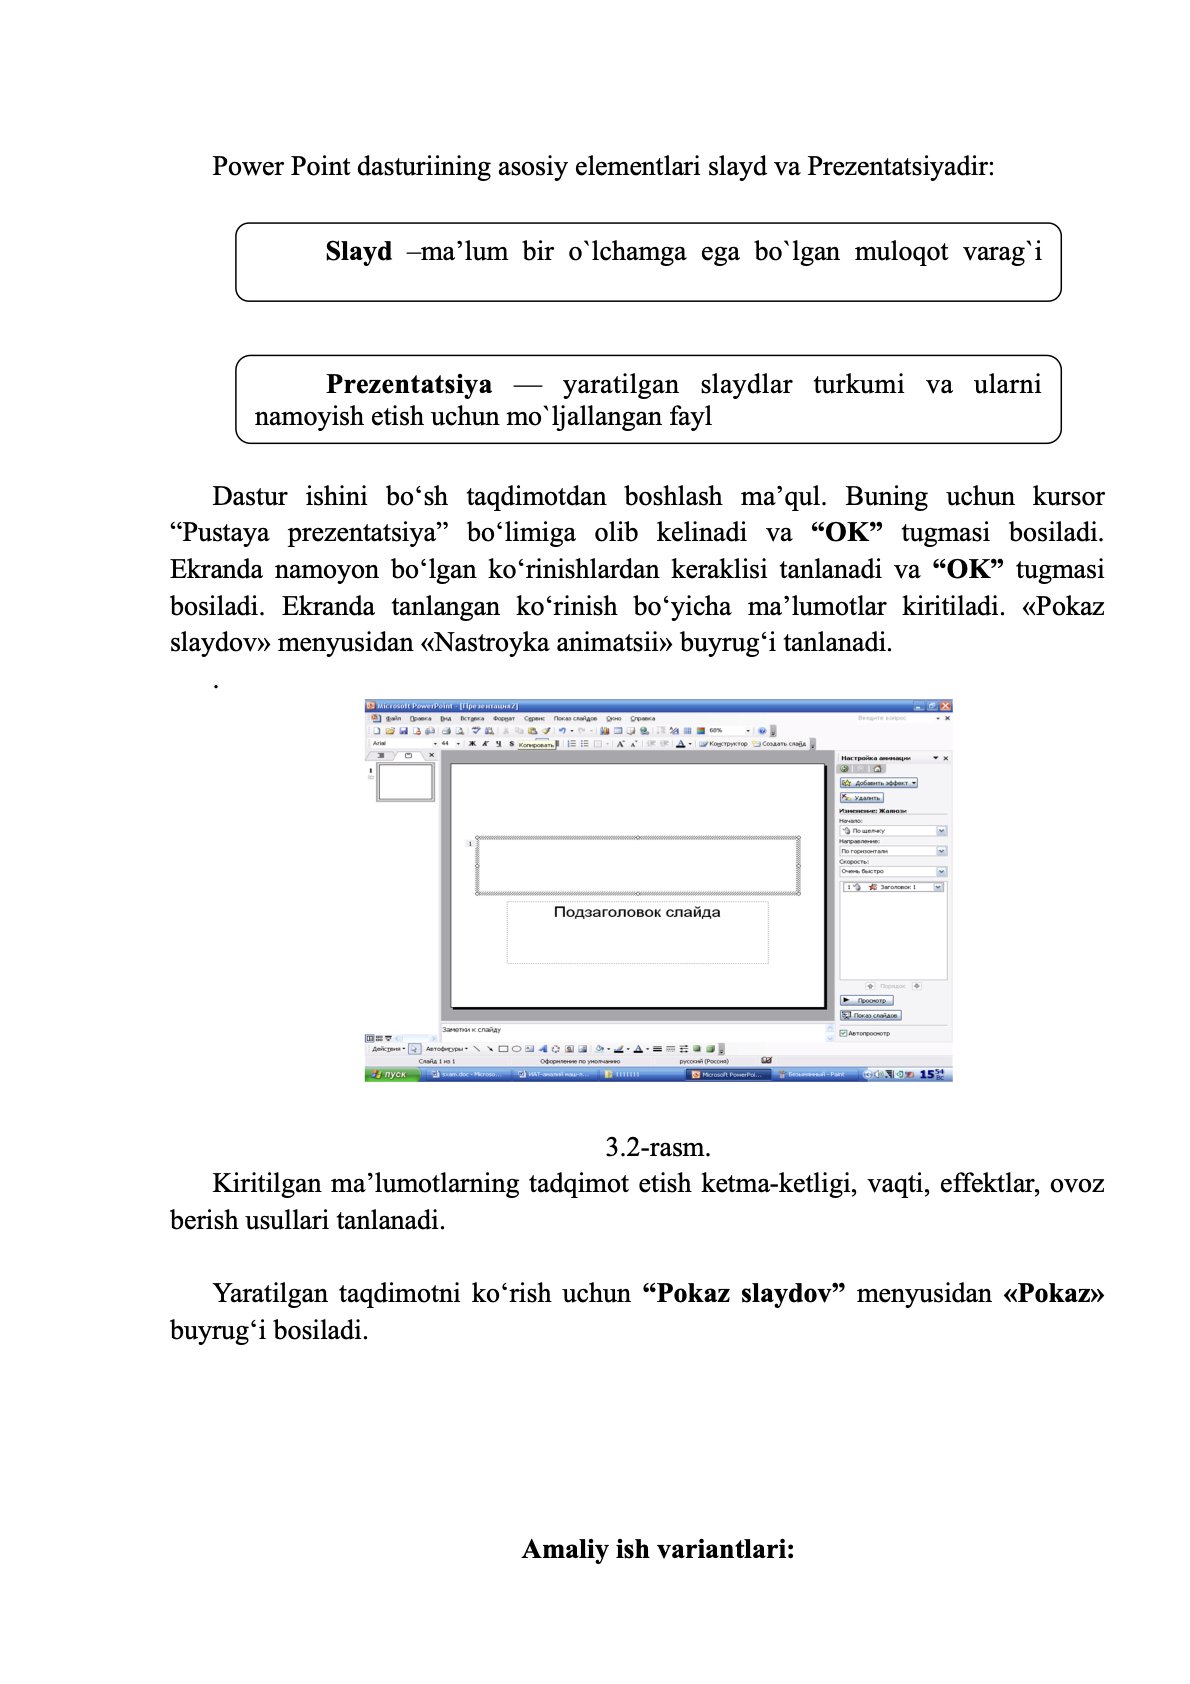 Power Point dasturiining asosiy elementlari slayd va Prezentatsiyadir:
Slayd –ma’lum bir o`lchamga ega bo`lgan muloqot varag`i
Prezentatsiya — yaratilgan slaydlar turkumi va ularni
namoyish etish uchun mo`ljallangan fayl
Dastur ishini bo‘sh taqdimotdan boshlash ma’qul. Buning uchun kursor
“Pustaya prezentatsiya” bo‘limiga olib kelinadi va “OK” tugmasi bosiladi.
Ekranda namoyon bo‘lgan ko‘rinishlardan keraklisi tanlanadi va “OK” tugmasi
bosiladi. Ekranda tanlangan ko‘rinish bo‘yicha ma’lumotlar kiritiladi. «Pokaz
slaydov» menyusidan «Nastroyka animatsii» buyrug‘i tanlanadi.
.
Microsoft PowerPoint - [Презентация2]
Файл Правка Вид Вставка Формат Сервис Показ слайдов Окно Справка Введите вопрос
68%
Arial 44 Ж К Ч S Копировать Конструктор Создать слайд
Настройка анимации
1
Добавить эффект
Удалить
Изменение: Жалюзи
Начало:
По щелчку
Направление:
По горизонтали
Скорость:
Очень быстро
1
1 Заголовок 1
Подзаголовок слайда
Порядок
Просмотр
Показ слайдов
Автопросмотр
Заметки к слайду
Действия Автофигуры
Слайд 1 из 1 Оформление по умолчанию русский (Россия)
пуск 1111111 Microsoft PowerPoi... Безымянный - Paint 15 54
3.2-rasm.
Kiritilgan ma’lumotlarning tadqimot etish ketma-ketligi, vaqti, effektlar, ovoz
berish usullari tanlanadi.
Yaratilgan taqdimotni ko‘rish uchun “Pokaz slaydov” menyusidan «Pokaz»
buyrug‘i bosiladi.
Amaliy ish variantlari: